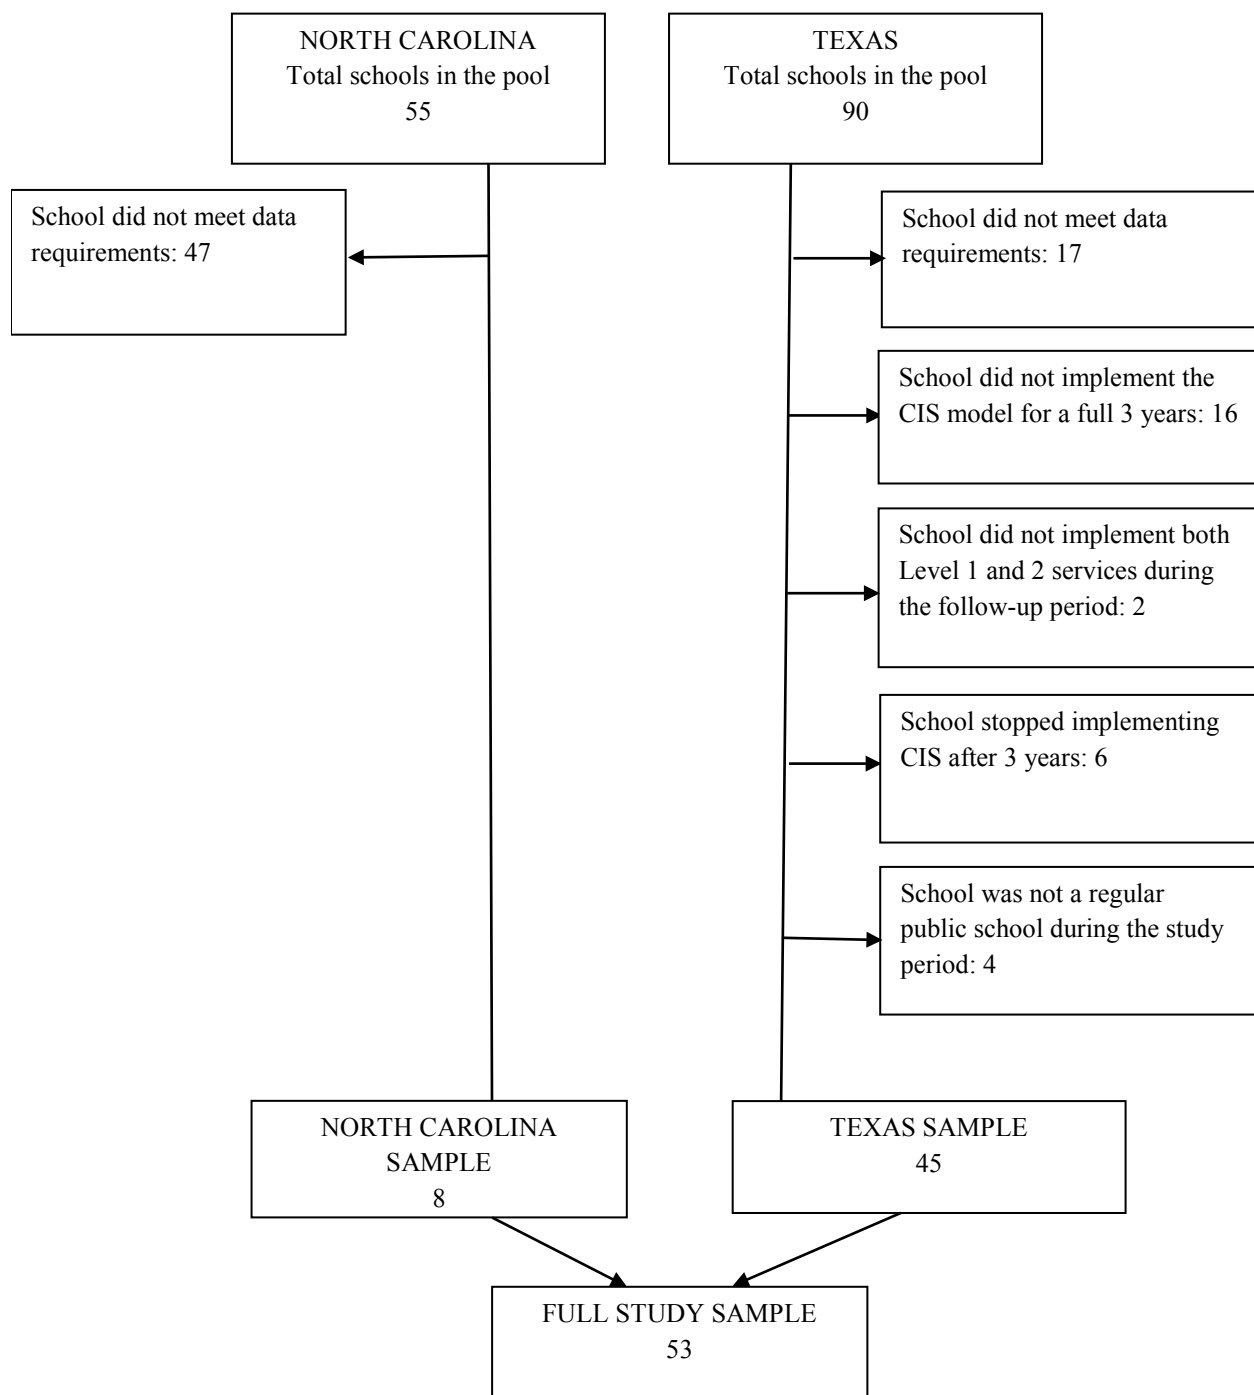 NORTH CAROLINA
Total schools in the pool
55
TEXAS
Total schools in the pool
90
School did not meet data
requirements: 47
School did not meet data
requirements: 17
School did not implement the
CIS model for a full 3 years: 16
School did not implement both
Level 1 and 2 services during
the follow-up period: 2
School stopped implementing
CIS after 3 years: 6
School was not a regular
public school during the study
period: 4
NORTH CAROLINA
SAMPLE
8
TEXAS SAMPLE
45
FULL STUDY SAMPLE
53